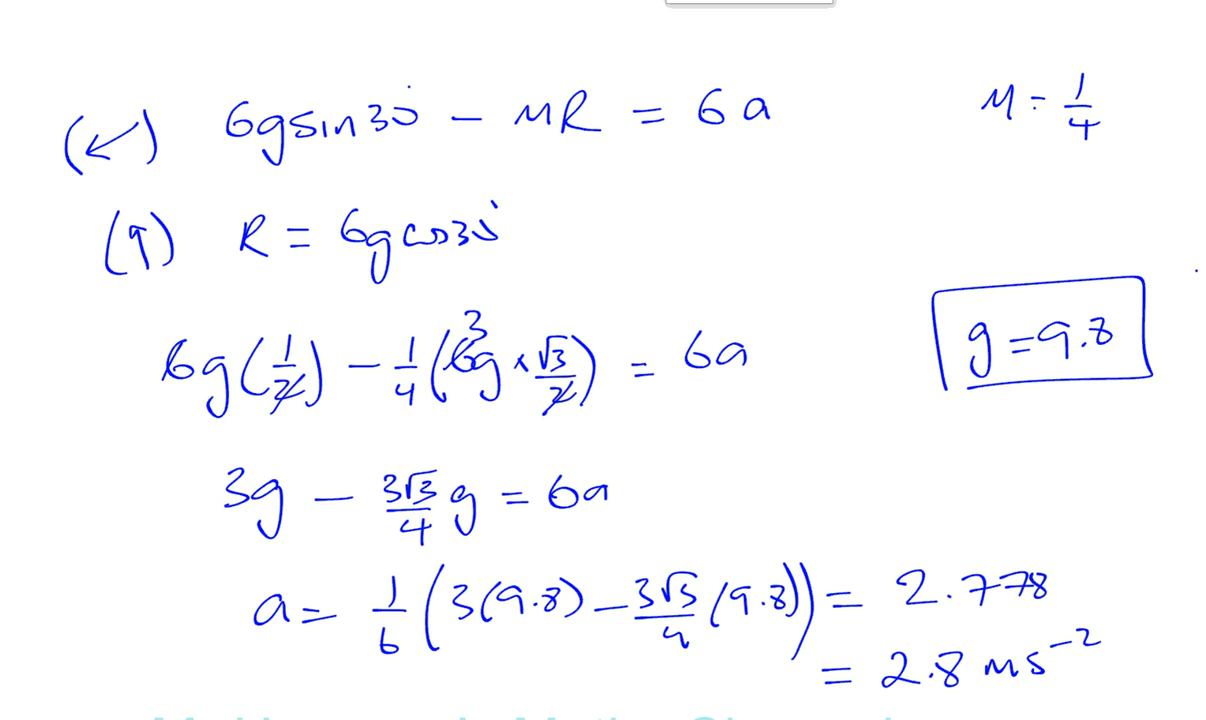 (↙) 6gsin30° - μR = 6a
μ = 1/4
(↑) R = 6gcos30°
g = 9.8
6g(1/2) - 1/4(6g × √3/2) = 6a
3
3g - 3√3/4 g = 6a
a = 1/6(3(9.8) - 3√3/4(9.8)) = 2.778
= 2.8 ms⁻²